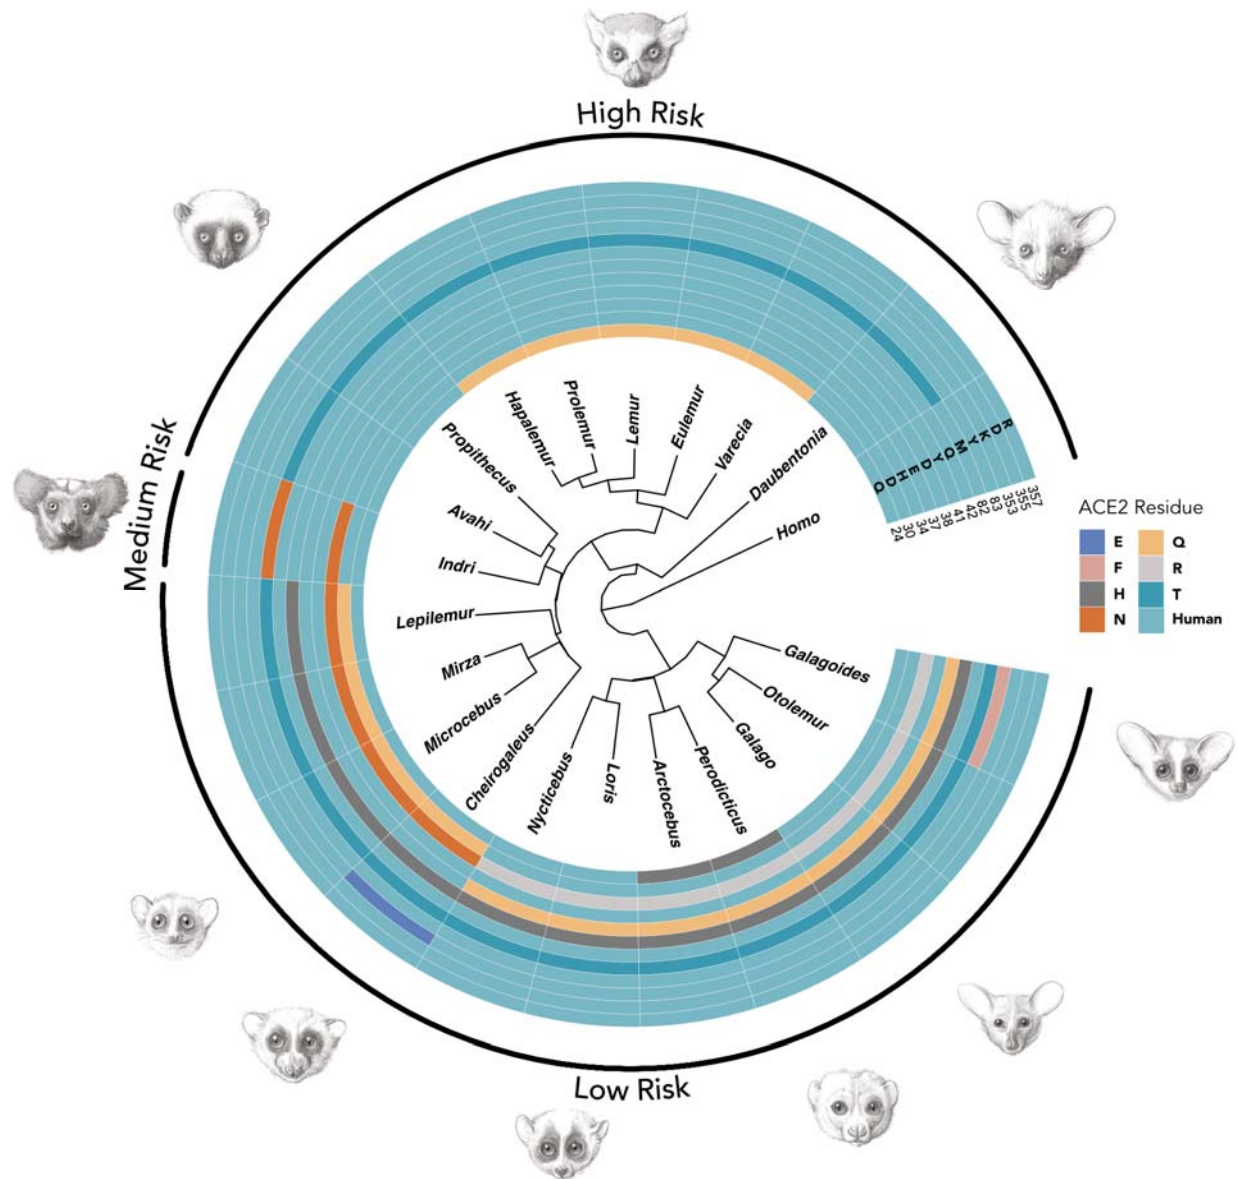 High Risk
Medium Risk
Low Risk
Hapalemur
Prolemur
Lemur
Eulemur
Varecia
Daubentonia
Homo
Propithecus
Avahi
Indri
Lepilemur
Mirza
Microcebus
Cheirogaleus
Nycticebus
Loris
Arctocebus
Perodicticus
Galago
Otolemur
Galagoides
Q D H E D Y Q M Y K D R
24
30
34
37
38
41
42
82
83
353
355
357
ACE2 Residue
E Q
F R
H T
N Human